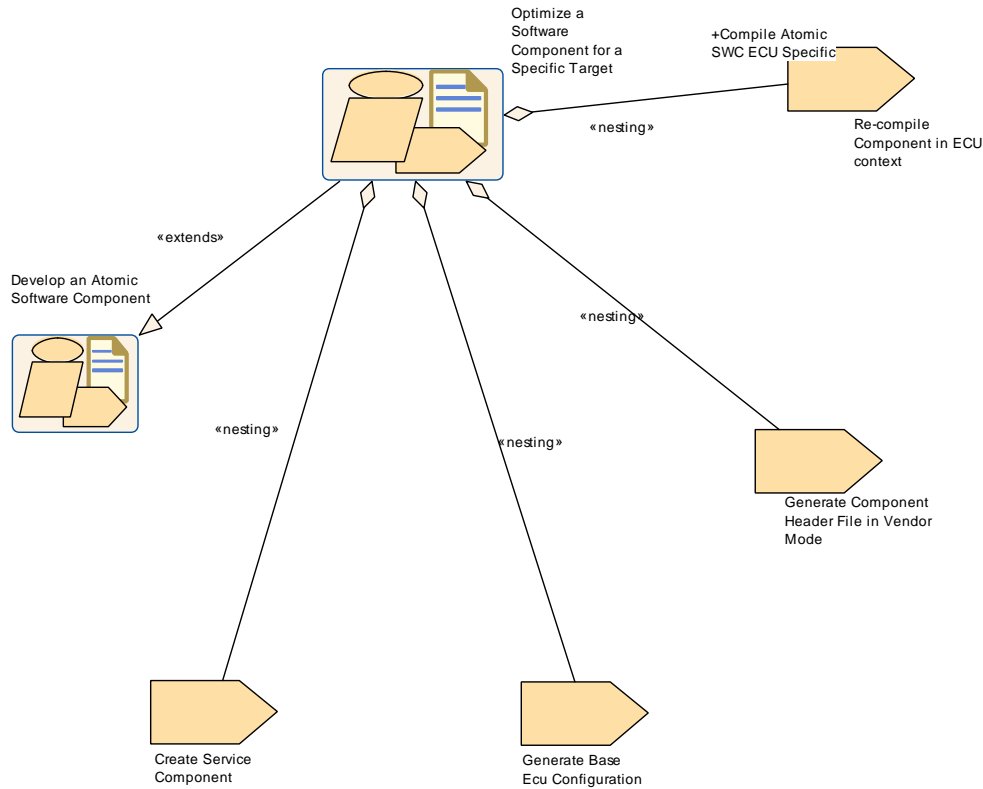 Optimize a
Software
Component for a
Specific Target
+Compile Atomic
SWC ECU Specific
«nesting»
Re-compile
Component in ECU
context
«extends»
Develop an Atomic
Software Component
«nesting»
«nesting»
«nesting»
Generate Component
Header File in Vendor
Mode
Create Service
Component
Generate Base
Ecu Configuration